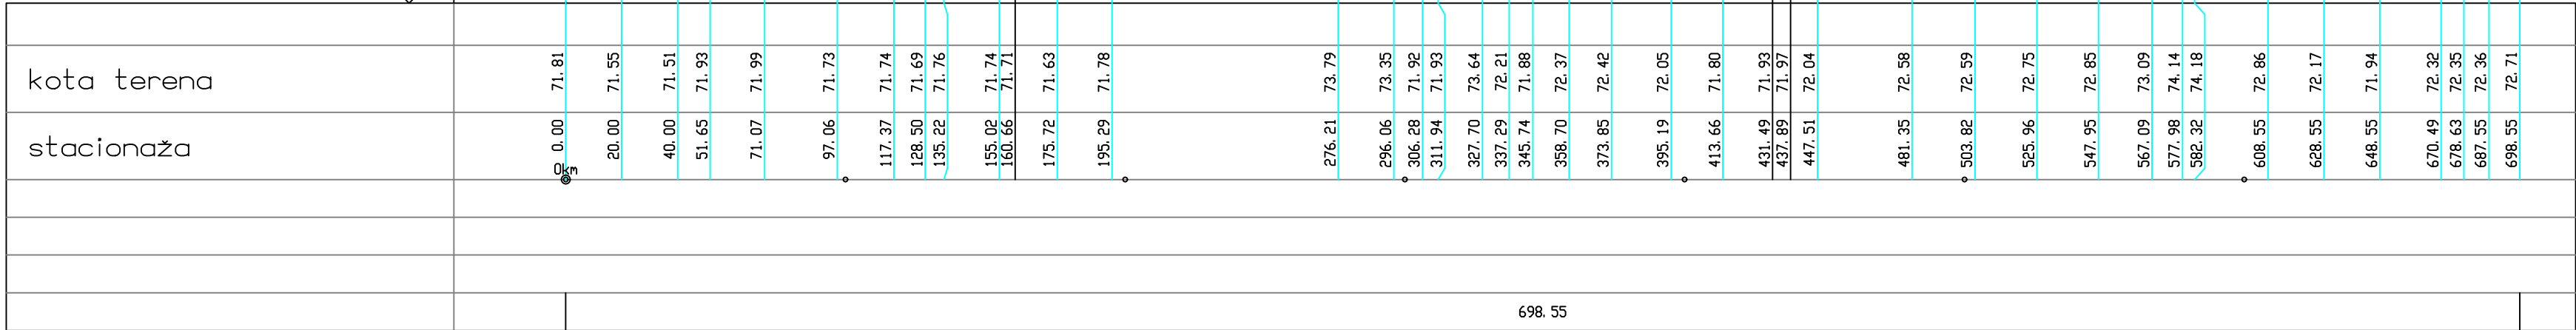 kota terena 71.81 71.55 71.51 71.93 71.99 71.73 71.74 71.69 71.76 71.74 71.71 71.63 71.78 73.79 73.35 71.92 71.93 73.64 72.21 71.88 72.37 72.42 72.05 71.80 71.93 71.97 72.04 72.58 72.59 72.75 72.85 73.09 74.14 74.18 72.86 72.17 71.94 72.32 72.35 72.36 72.71
stacionaža 0.00 20.00 40.00 51.65 71.07 97.06 117.37 128.50 135.22 155.02 160.66 175.72 195.29 276.21 296.06 306.28 311.94 327.70 337.29 345.74 358.70 373.85 395.19 413.66 431.49 437.89 447.51 481.35 503.82 525.96 547.95 567.09 577.98 582.32 608.55 628.55 648.55 670.49 678.63 687.55 698.55
0km
698.55